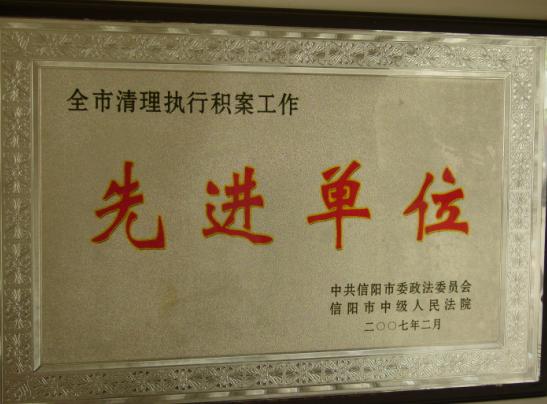 全市清理执行积案工作
先进单位
中共信阳市委政法委员会
信阳市中级人民法院
二〇〇七年二月